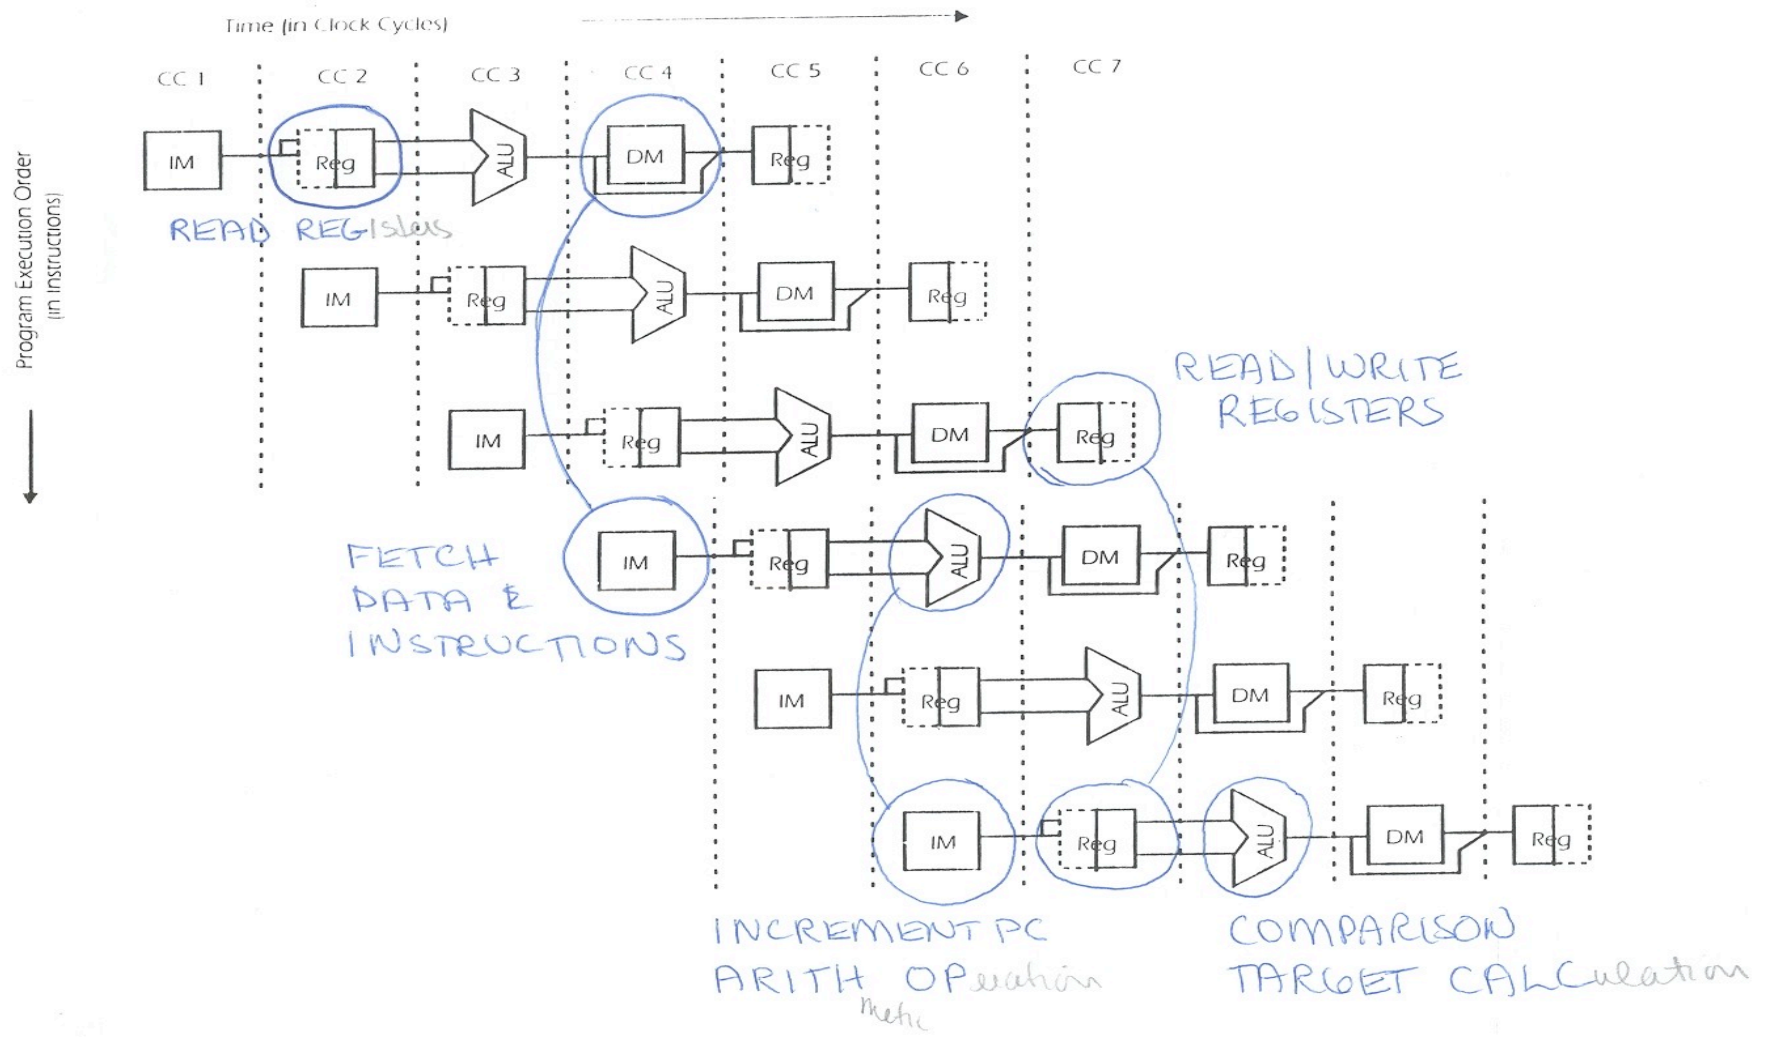 Time (in Clock Cycles)
CC 1 CC 2 CC 3 CC 4 CC 5 CC 6 CC 7
Program Execution Order
(in Instructions)
IM Reg ALU DM Reg
READ REGisters
IM Reg ALU DM Reg
READ/WRITE
REGISTERS
IM Reg ALU DM Reg
FETCH
DATA &
INSTRUCTIONS
IM Reg ALU DM Reg
IM Reg ALU DM Reg
IM Reg ALU DM Reg
INCREMENT PC
ARITH OPeration
metic
COMPARISON
TARGET CALCulation